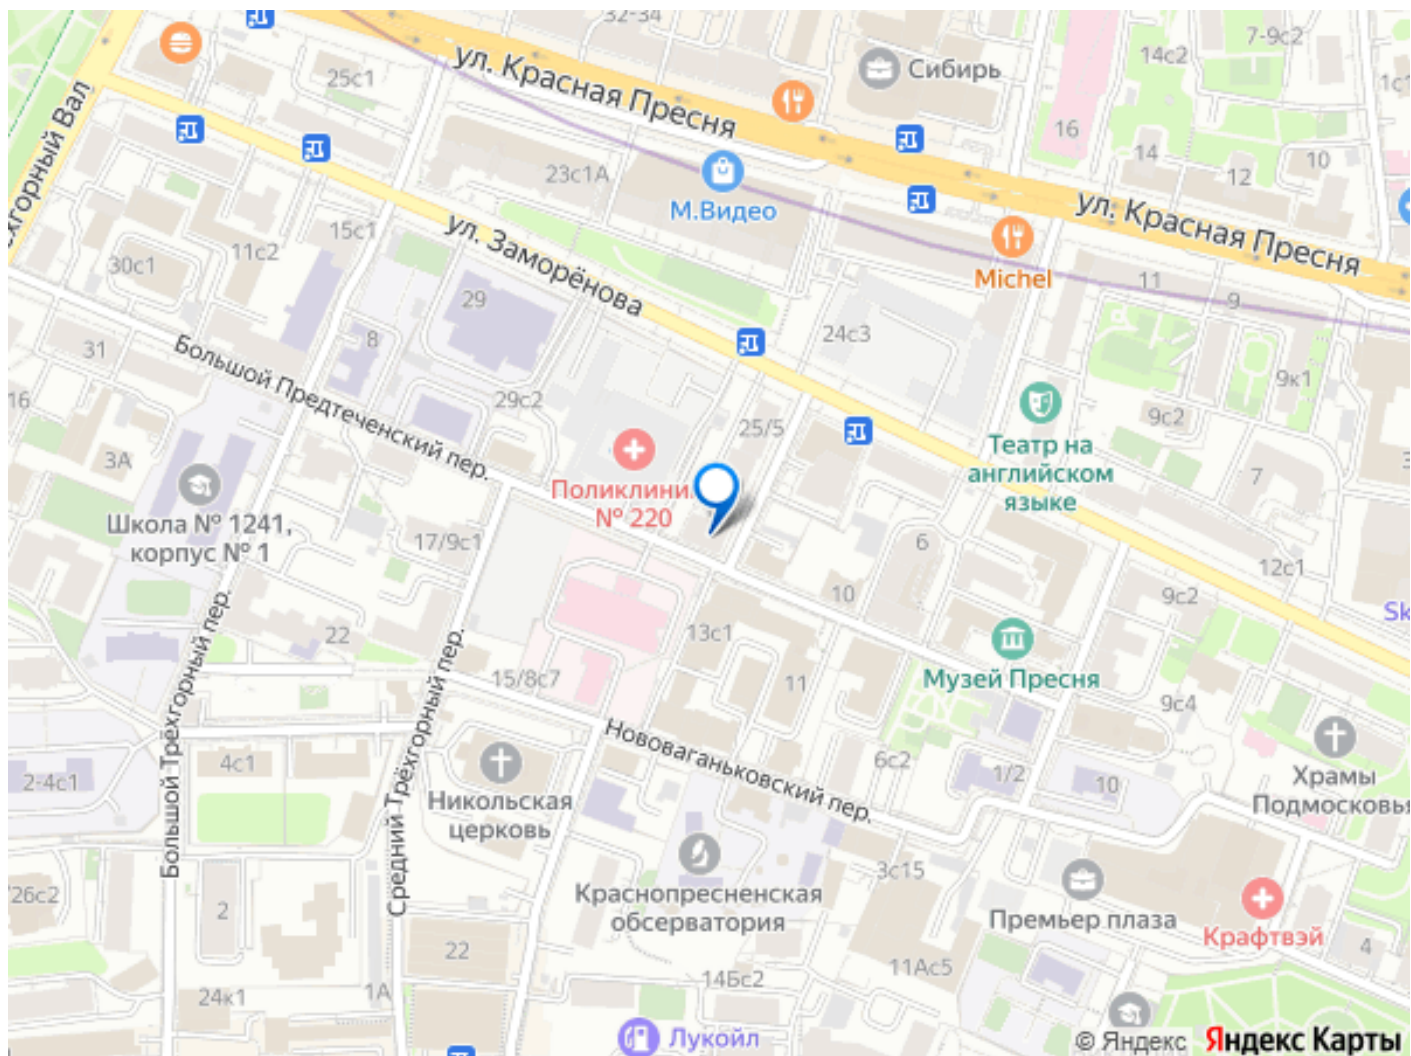 32-34
7-9с2
14с2
ул. Красная Пресня
Сибирь
25с1
1с1
16
14
10
12
23с1А
М.Видео
ул. Красная Пресня
15с1
ул. Заморёнова
11с2
30с1
Michel
11
9
29
24с3
8
31
Большой Предтеченский пер.
9к1
16
29с2
9с2
25/5
Театр на
английском
языке
3А
7
Поликлини
№ 220
Школа № 1241,
корпус № 1
17/9с1
6
12с1
10
9с2
Sk
22
13с1
Музей Пресня
15/8с7
11
9с4
Большой Трёхгорный пер.
Средний Трёхгорный пер.
Нововаганьковский пер.
6с2
4с1
2-4с1
1/2
10
Храмы
Подмосковья
Никольская
церковь
3с15
/26с2
2
Краснопресненская
обсерватория
Премьер плаза
Крафтвэй
22
4
11Ас5
14Бс2
24к1
1А
Лукойл
© Яндекс Яндекс Карты